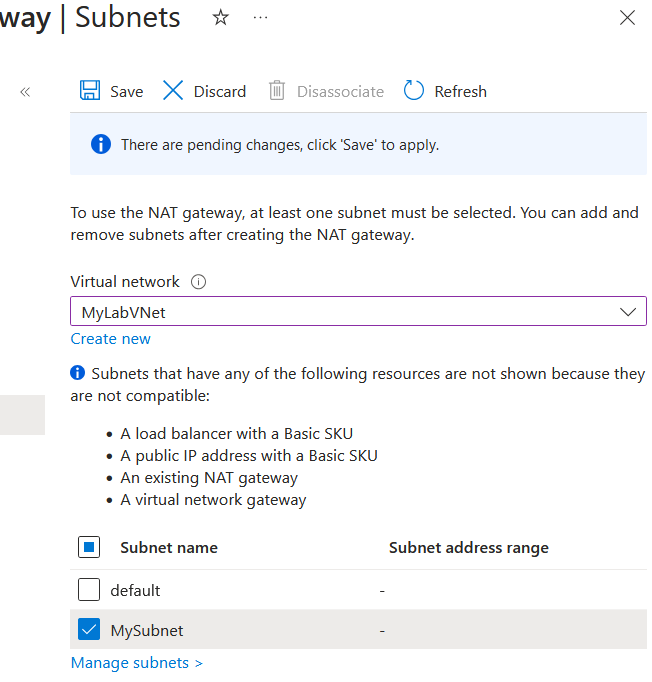 way | Subnets ☆ ···
« Save Discard Disassociate Refresh
There are pending changes, click 'Save' to apply.
To use the NAT gateway, at least one subnet must be selected. You can add and
remove subnets after creating the NAT gateway.
Virtual network
MyLabVNet
Create new
Subnets that have any of the following resources are not shown because they
are not compatible:
• A load balancer with a Basic SKU
• A public IP address with a Basic SKU
• An existing NAT gateway
• A virtual network gateway
Subnet name Subnet address range
default -
MySubnet -
Manage subnets >